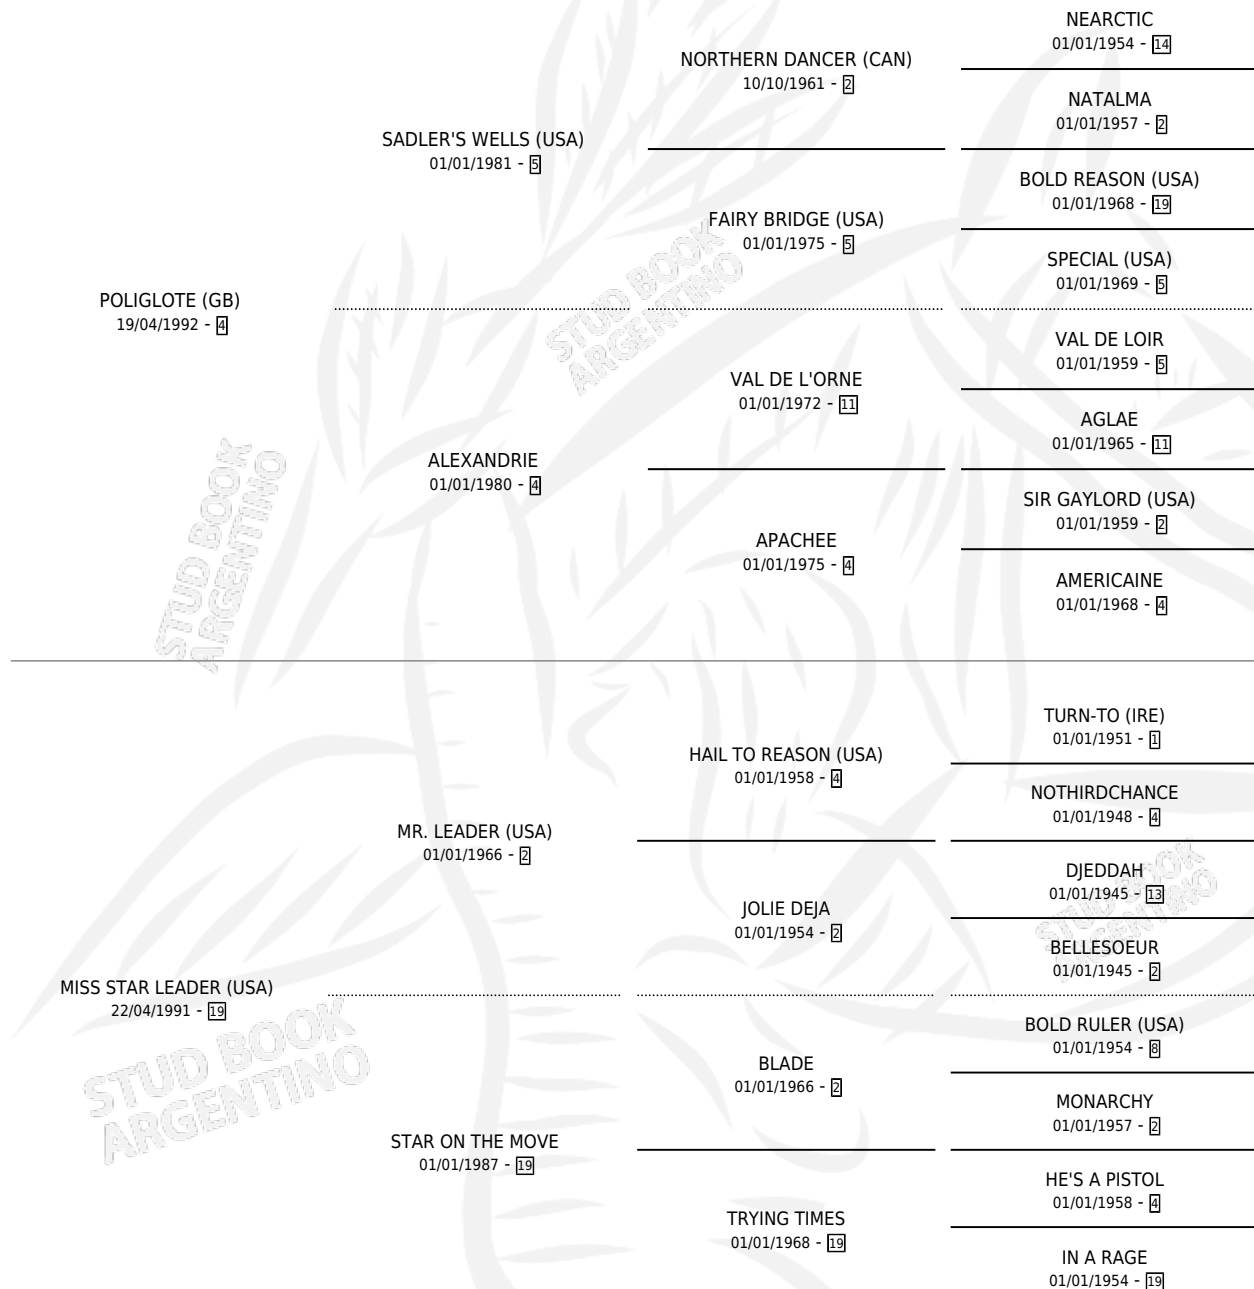 NEARCTIC
01/01/1954 - 14
NORTHERN DANCER (CAN)
10/10/1961 - 2
NATALMA
01/01/1957 - 2
SADLER'S WELLS (USA)
01/01/1981 - 5
BOLD REASON (USA)
01/01/1968 - 19
FAIRY BRIDGE (USA)
01/01/1975 - 5
SPECIAL (USA)
01/01/1969 - 5
STUD BOOK
ARGENTINO
POLIGLOTE (GB)
19/04/1992 - 4
VAL DE LOIR
01/01/1959 - 5
VAL DE L'ORNE
01/01/1972 - 11
AGLAE
01/01/1965 - 11
ALEXANDRIE
01/01/1980 - 4
SIR GAYLORD (USA)
01/01/1959 - 2
APACHEE
01/01/1975 - 4
AMERICAINE
01/01/1968 - 4
STUD BOOK
ARGENTINO
TURN-TO (IRE)
01/01/1951 - 1
HAIL TO REASON (USA)
01/01/1958 - 4
NOTHIRDCHANCE
01/01/1948 - 4
MR. LEADER (USA)
01/01/1966 - 2
DJEDDAH
01/01/1945 - 13
JOLIE DEJA
01/01/1954 - 2
BELLESOEUR
01/01/1945 - 2
STUD BOOK
ARGENTINO
MISS STAR LEADER (USA)
22/04/1991 - 19
BOLD RULER (USA)
01/01/1954 - 8
BLADE
01/01/1966 - 2
MONARCHY
01/01/1957 - 2
STUD BOOK
ARGENTINO
STAR ON THE MOVE
01/01/1987 - 19
HE'S A PISTOL
01/01/1958 - 4
TRYING TIMES
01/01/1968 - 19
IN A RAGE
01/01/1954 - 19